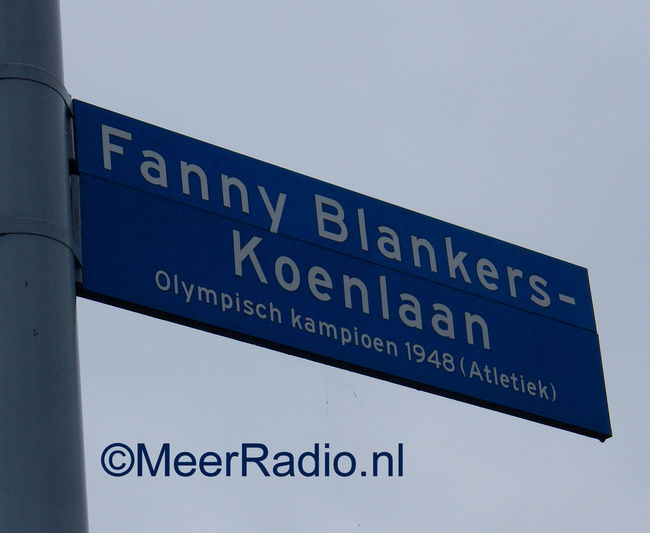 Fanny Blankers-
Koenlaan
Olympisch kampioen 1948 (Atletiek)
©MeerRadio.nl